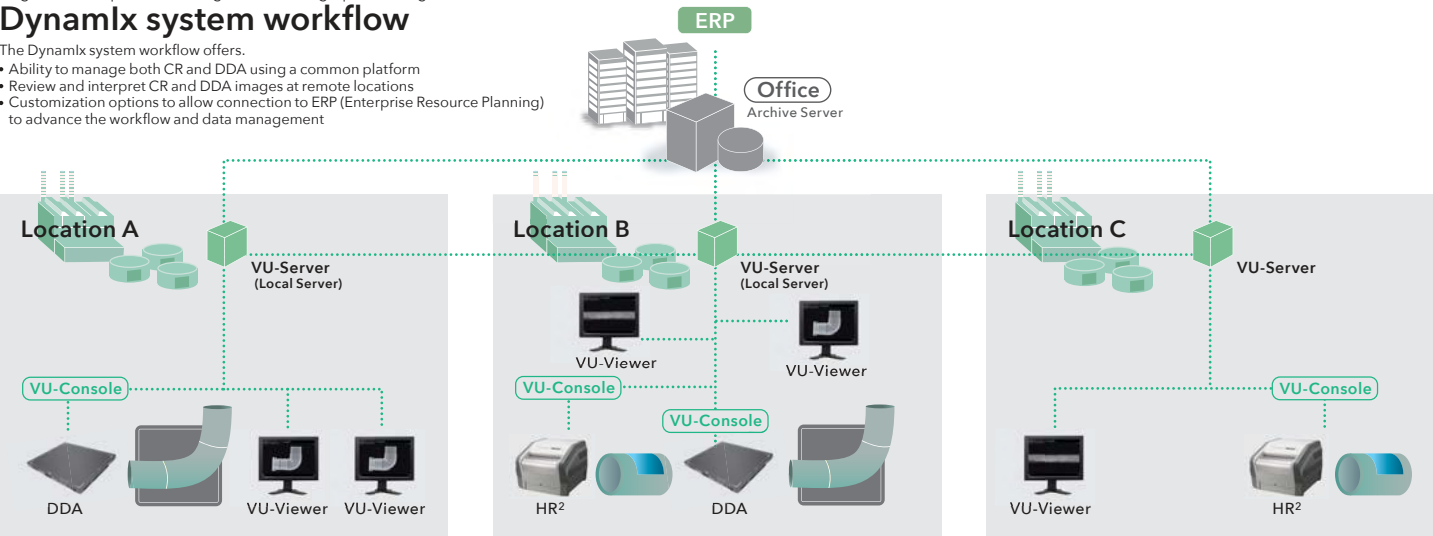 DynamIx system workflow
The DynamIx system workflow offers.
• Ability to manage both CR and DDA using a common platform
• Review and interpret CR and DDA images at remote locations
• Customization options to allow connection to ERP (Enterprise Resource Planning)
to advance the workflow and data management
ERP
Office
Archive Server
Location A
VU-Server
(Local Server)
VU-Console
DDA
VU-Viewer
VU-Viewer
Location B
VU-Server
(Local Server)
VU-Viewer
VU-Viewer
VU-Console
VU-Console
HR²
DDA
Location C
VU-Server
VU-Console
VU-Viewer
HR²